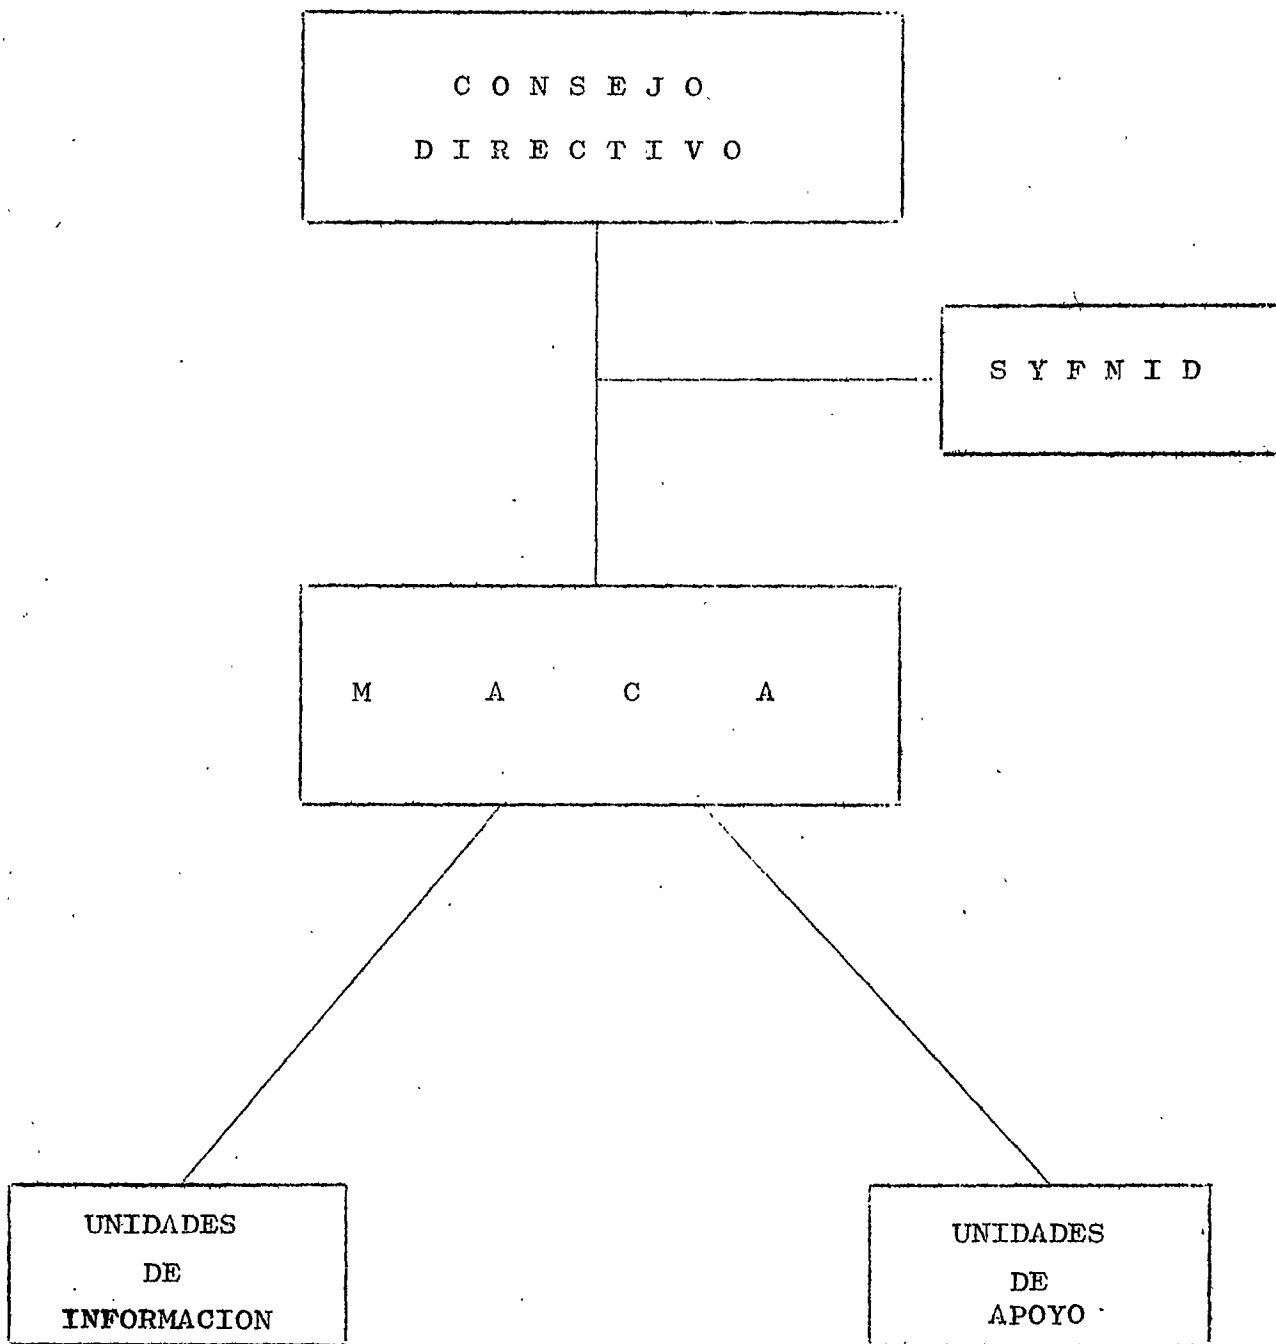 C O N S E J O
D I R E C T I V O
S Y F N I D
M A C A
UNIDADES
DE
INFORMACION
UNIDADES
DE
APOYO